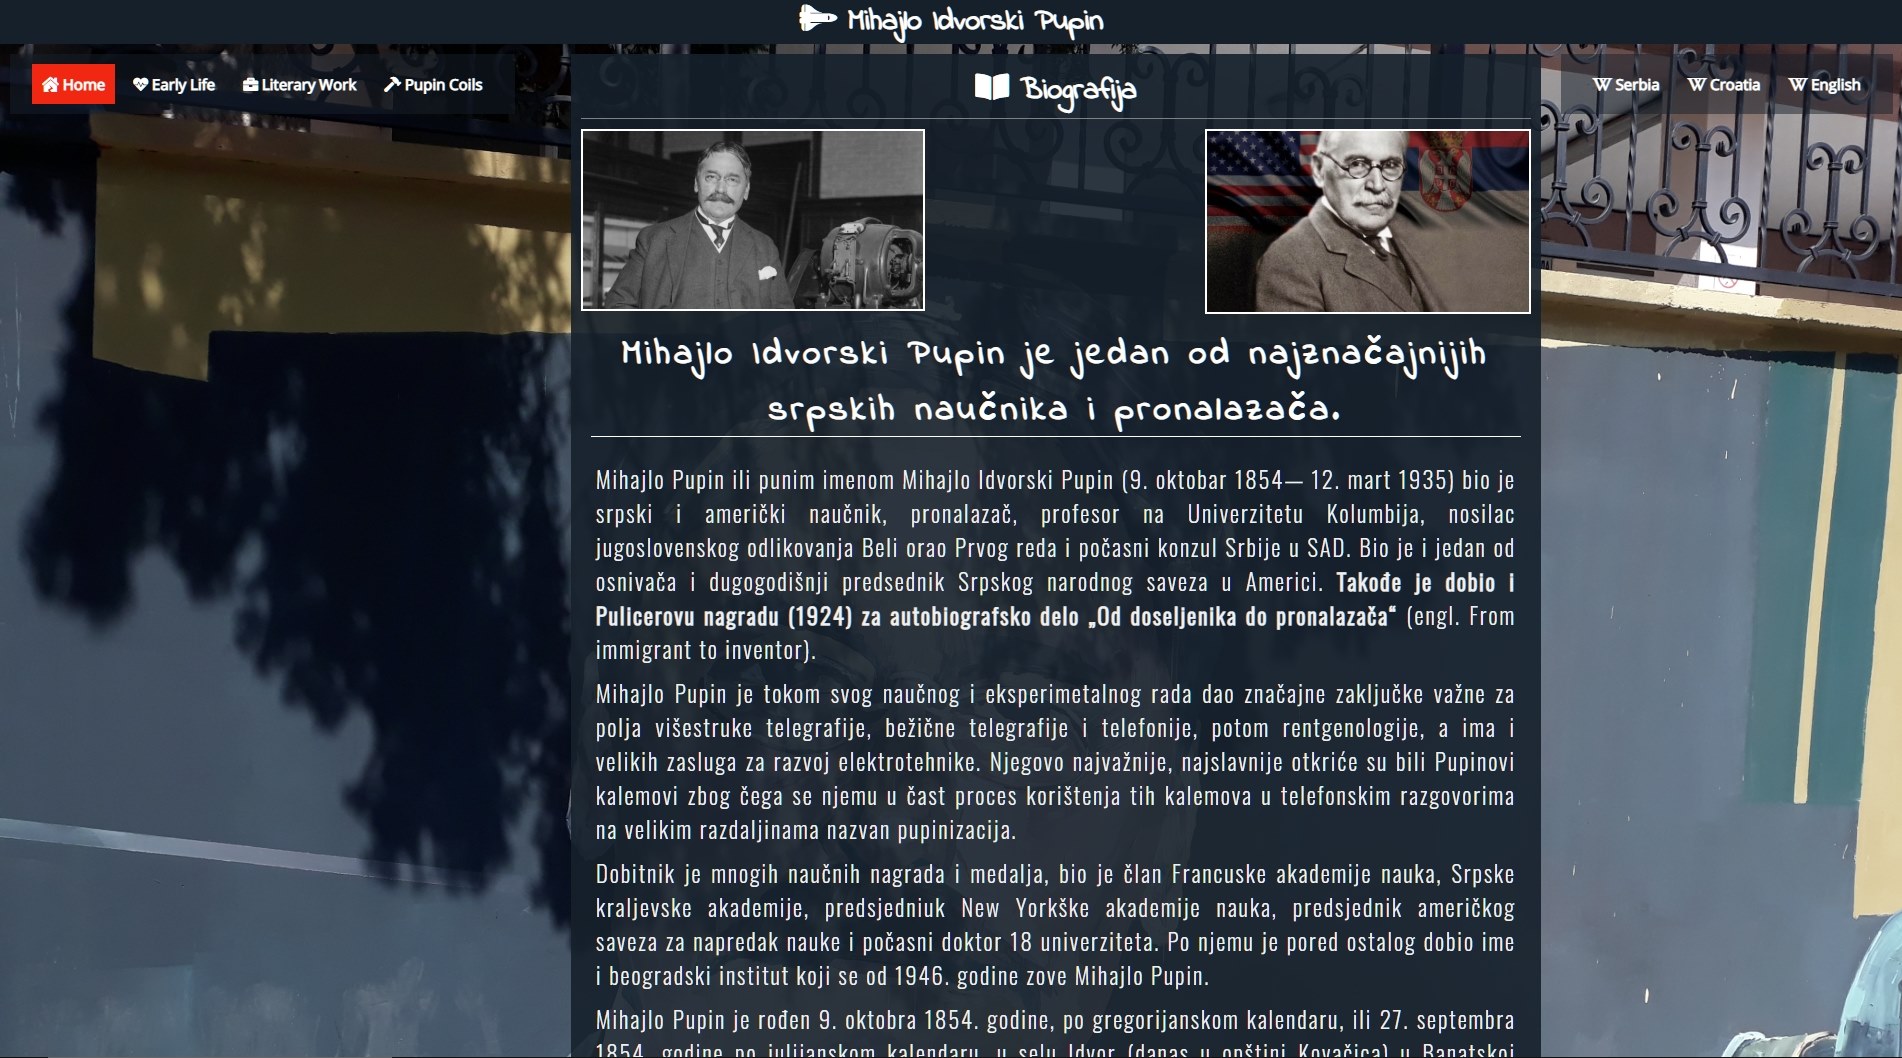 Mihajlo Idvorski Pupin
Home Early Life Literary Work Pupin Coils
Biografija
Serbia Croatia English
Mihajlo Idvorski Pupin je jedan od najznačajnijih
srpskih naučnika i pronalazača.
Mihajlo Pupin ili punim imenom Mihajlo Idvorski Pupin (9. oktobar 1854— 12. mart 1935) bio je
srpski i američki naučnik, pronalazač, profesor na Univerzitetu Kolumbija, nosilac
jugoslovenskog odlikovanja Beli orao Prvog reda i počasni konzul Srbije u SAD. Bio je i jedan od
osnivača i dugogodišnji predsednik Srpskog narodnog saveza u Americi. Takođe je dobio i
Pulicerovu nagradu (1924) za autobiografsko delo „Od doseljenika do pronalazača“ (engl. From
immigrant to inventor).
Mihajlo Pupin je tokom svog naučnog i eksperimetalnog rada dao značajne zaključke važne za
polja višestruke telegrafije, bežične telegrafije i telefonije, potom rentgenologije, a ima i
velikih zasluga za razvoj elektrotehnike. Njegovo najvažnije, najslavnije otkriće su bili Pupinovi
kalemovi zbog čega se njemu u čast proces korištenja tih kalemova u telefonskim razgovorima
na velikim razdaljinama nazvan pupinizacija.
Dobitnik je mnogih naučnih nagrada i medalja, bio je član Francuske akademije nauka, Srpske
kraljevske akademije, predsjedniuk New Yorkške akademije nauka, predsjednik američkog
saveza za napredak nauke i počasni doktor 18 univerziteta. Po njemu je pored ostalog dobio ime
i beogradski institut koji se od 1946. godine zove Mihajlo Pupin.
Mihajlo Pupin je rođen 9. oktobra 1854. godine, po gregorijanskom kalendaru, ili 27. septembra
1854. godine po julijanskom kalendaru, u selu Idvor (danas u opštini Kovačica) u Banatskoj